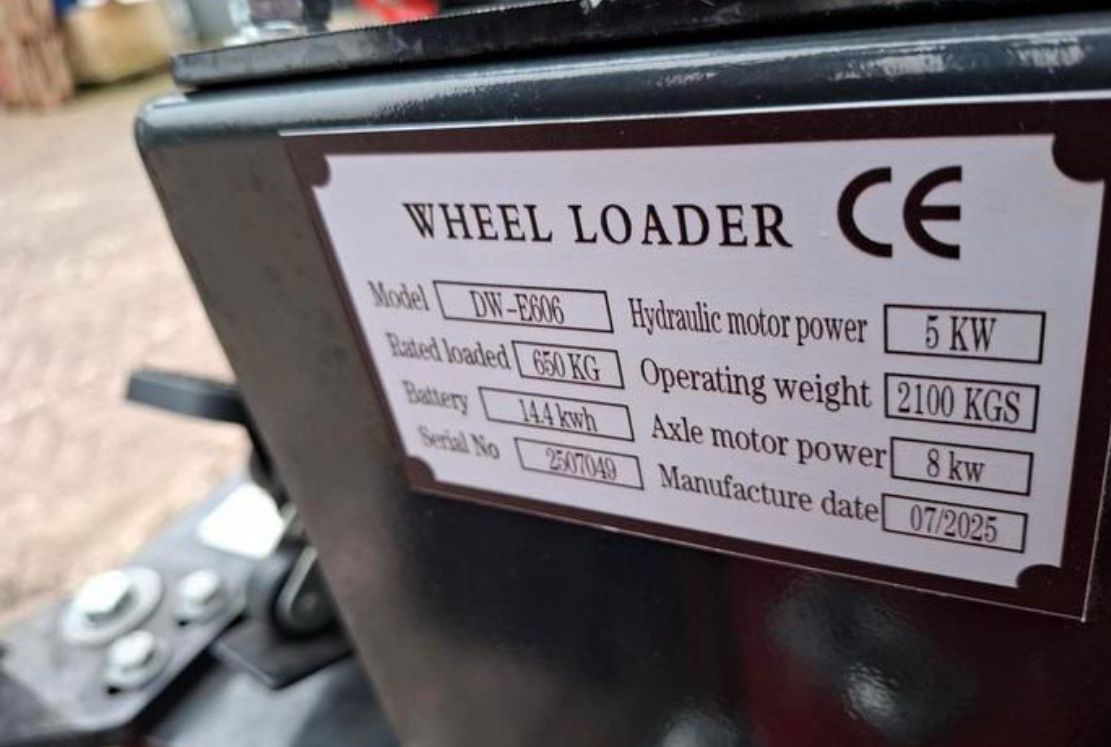 WHEEL LOADER CE
Model DW-E606 Hydraulic motor power 5 KW
Rated loaded 650 KG Operating weight 2100 KGS
Battery 14.4 kwh Axle motor power 8 kw
Serial No 2507049 Manufacture date 07/2025